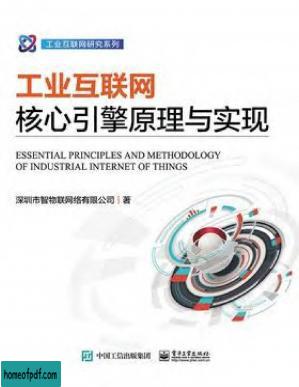 工业互联网研究系列
工业互联网
核心引擎原理与实现
ESSENTIAL PRINCIPLES AND METHODOLOGY
OF INDUSTRIAL INTERNET OF THINGS
深圳市智物联网络有限公司 著
中国工信出版集团 电子工业出版社
homeofpdf.com